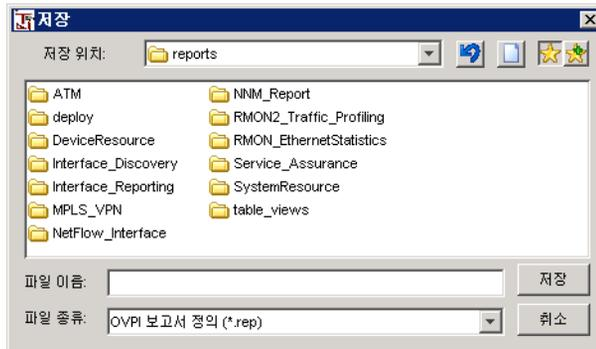 저장
저장 위치: reports
ATM
deploy
DeviceResource
Interface_Discovery
Interface_Reporting
MPLS_VPN
NetFlow_Interface
NNM_Report
RMON2_Traffic_Profiling
RMON_EthernetStatistics
Service_Assurance
SystemResource
table_views
파일 이름: 저장
파일 종류: OVPI 보고서 정의 (*.rep) 취소